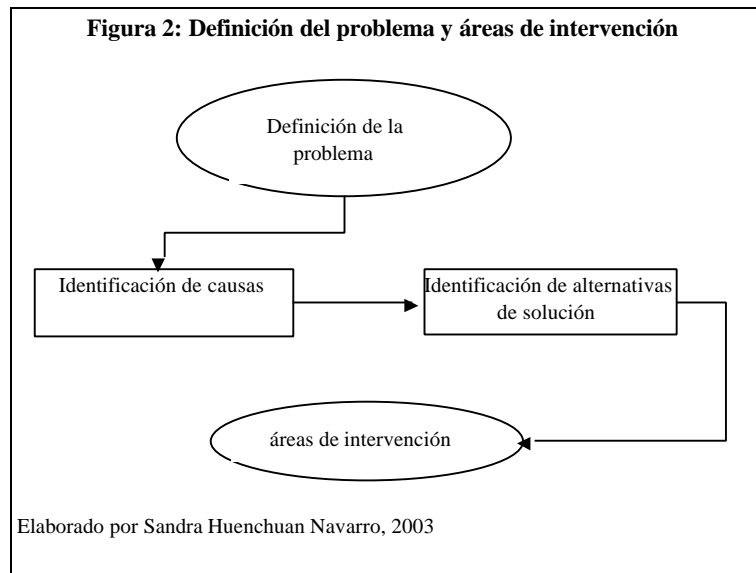 Figura 2: Definición del problema y áreas de intervención
Definición de la
problema
Identificación de causas
Identificación de alternativas
de solución
áreas de intervención
Elaborado por Sandra Huenchuan Navarro, 2003